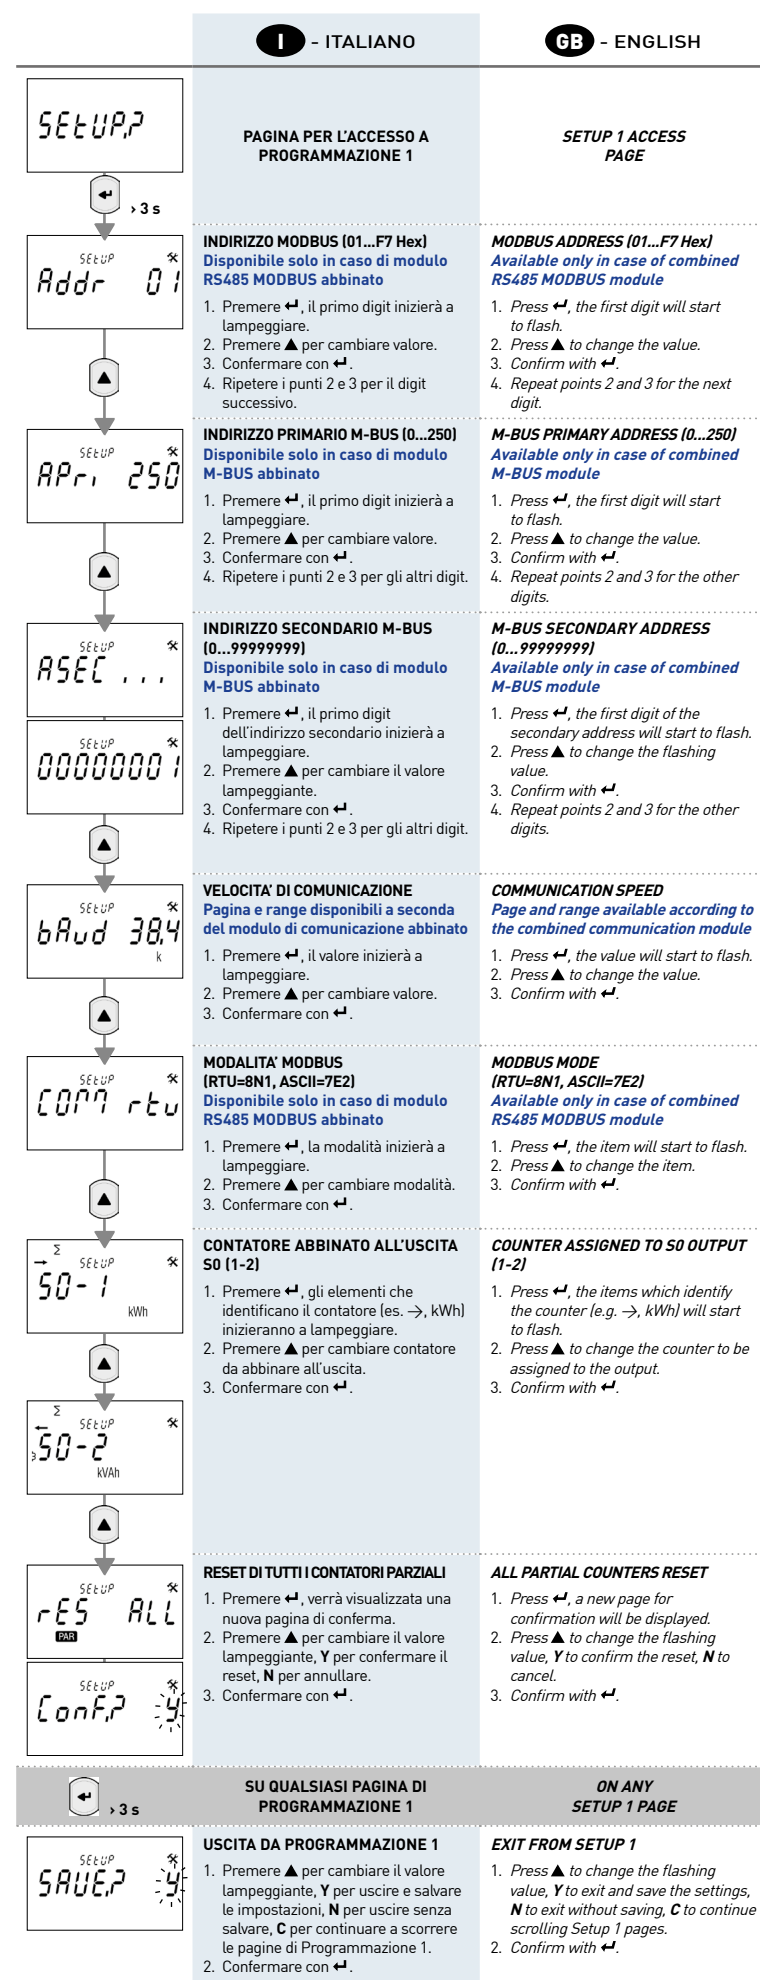 I - ITALIANO
GB - ENGLISH
SEtUP.?
PAGINA PER L'ACCESSO A
PROGRAMMAZIONE 1
SETUP 1 ACCESS
PAGE
› 3 s
SEtUP
Addr 01
INDIRIZZO MODBUS (01...F7 Hex)
Disponibile solo in caso di modulo
RS485 MODBUS abbinato
1. Premere ↵, il primo digit inizierà a
lampeggiare.
2. Premere ▲ per cambiare valore.
3. Confermare con ↵.
4. Ripetere i punti 2 e 3 per il digit
successivo.
MODBUS ADDRESS (01...F7 Hex)
Available only in case of combined
RS485 MODBUS module
1. Press ↵, the first digit will start
to flash.
2. Press ▲ to change the value.
3. Confirm with ↵.
4. Repeat points 2 and 3 for the next
digit.
SEtUP
APri 250
INDIRIZZO PRIMARIO M-BUS (0...250)
Disponibile solo in caso di modulo
M-BUS abbinato
1. Premere ↵, il primo digit inizierà a
lampeggiare.
2. Premere ▲ per cambiare valore.
3. Confermare con ↵.
4. Ripetere i punti 2 e 3 per gli altri digit.
M-BUS PRIMARY ADDRESS (0...250)
Available only in case of combined
M-BUS module
1. Press ↵, the first digit will start
to flash.
2. Press ▲ to change the value.
3. Confirm with ↵.
4. Repeat points 2 and 3 for the other
digits.
SEtUP
ASEC . . .
SEtUP
00000001
INDIRIZZO SECONDARIO M-BUS
(0...99999999)
Disponibile solo in caso di modulo
M-BUS abbinato
1. Premere ↵, il primo digit
dell'indirizzo secondario inizierà a
lampeggiare.
2. Premere ▲ per cambiare il valore
lampeggiante.
3. Confermare con ↵.
4. Ripetere i punti 2 e 3 per gli altri digit.
M-BUS SECONDARY ADDRESS
(0...99999999)
Available only in case of combined
M-BUS module
1. Press ↵, the first digit of the
secondary address will start to flash.
2. Press ▲ to change the flashing
value.
3. Confirm with ↵.
4. Repeat points 2 and 3 for the other
digits.
SEtUP
bAud 38.4
k
VELOCITA' DI COMUNICAZIONE
Pagina e range disponibili a seconda
del modulo di comunicazione abbinato
1. Premere ↵, il valore inizierà a
lampeggiare.
2. Premere ▲ per cambiare valore.
3. Confermare con ↵.
COMMUNICATION SPEED
Page and range available according to
the combined communication module
1. Press ↵, the value will start to flash.
2. Press ▲ to change the value.
3. Confirm with ↵.
SEtUP
COM rtu
MODALITA' MODBUS
(RTU=8N1, ASCII=7E2)
Disponibile solo in caso di modulo
RS485 MODBUS abbinato
1. Premere ↵, la modalità inizierà a
lampeggiare.
2. Premere ▲ per cambiare modalità.
3. Confermare con ↵.
MODBUS MODE
(RTU=8N1, ASCII=7E2)
Available only in case of combined
RS485 MODBUS module
1. Press ↵, the item will start to flash.
2. Press ▲ to change the item.
3. Confirm with ↵.
→ Σ SEtUP
S0-1
kWh
CONTATORE ABBINATO ALL'USCITA
S0 (1-2)
1. Premere ↵, gli elementi che
identificano il contatore (es. →, kWh)
inizieranno a lampeggiare.
2. Premere ▲ per cambiare contatore
da abbinare all'uscita.
3. Confermare con ↵.
COUNTER ASSIGNED TO S0 OUTPUT
(1-2)
1. Press ↵, the items which identify
the counter (e.g. →, kWh) will start
to flash.
2. Press ▲ to change the counter to be
assigned to the output.
3. Confirm with ↵.
← Σ SEtUP
S0-2
kVAh
SEtUP
rES ALL
PAR
SEtUP
ConF.? Y
RESET DI TUTTI I CONTATORI PARZIALI
1. Premere ↵, verrà visualizzata una
nuova pagina di conferma.
2. Premere ▲ per cambiare il valore
lampeggiante, Y per confermare il
reset, N per annullare.
3. Confermare con ↵.
ALL PARTIAL COUNTERS RESET
1. Press ↵, a new page for
confirmation will be displayed.
2. Press ▲ to change the flashing
value, Y to confirm the reset, N to
cancel.
3. Confirm with ↵.
› 3 s
SU QUALSIASI PAGINA DI
PROGRAMMAZIONE 1
ON ANY
SETUP 1 PAGE
SEtUP
SAVE.? Y
USCITA DA PROGRAMMAZIONE 1
1. Premere ▲ per cambiare il valore
lampeggiante, Y per uscire e salvare
le impostazioni, N per uscire senza
salvare, C per continuare a scorrere
le pagine di Programmazione 1.
2. Confermare con ↵.
EXIT FROM SETUP 1
1. Press ▲ to change the flashing
value, Y to exit and save the settings,
N to exit without saving, C to continue
scrolling Setup 1 pages.
2. Confirm with ↵.